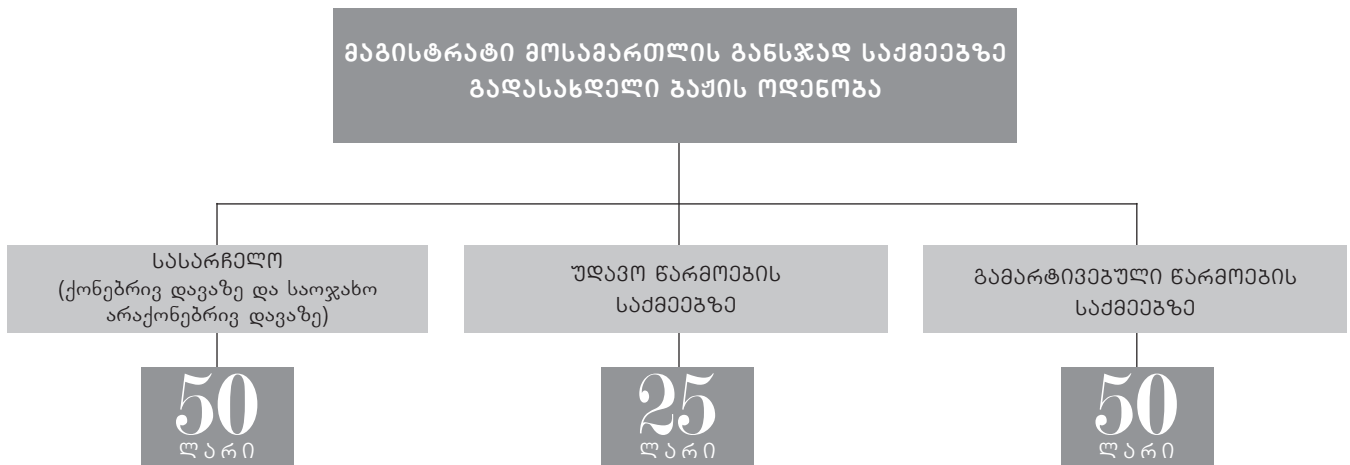 მაგისტრატი მოსამართლის განსჯად საქმეებზე
გადასახდელი ბაჟის ოდენობა
სასარჩელო
(ქონებრივ დავაზე და საოჯახო
არაქონებრივ დავაზე)
50
ლარი
უდავო წარმოების
საქმეებზე
25
ლარი
გამარტივებული წარმოების
საქმეებზე
50
ლარი